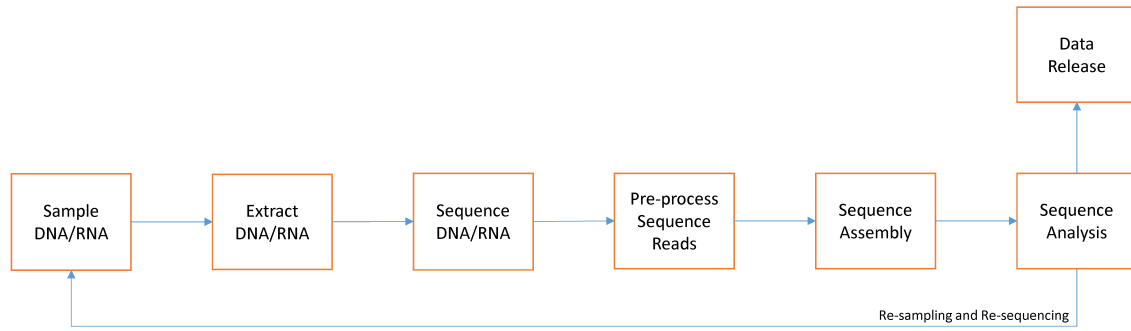 Data
Release
Sample
DNA/RNA
Extract
DNA/RNA
Sequence
DNA/RNA
Pre-process
Sequence
Reads
Sequence
Assembly
Sequence
Analysis
Re-sampling and Re-sequencing